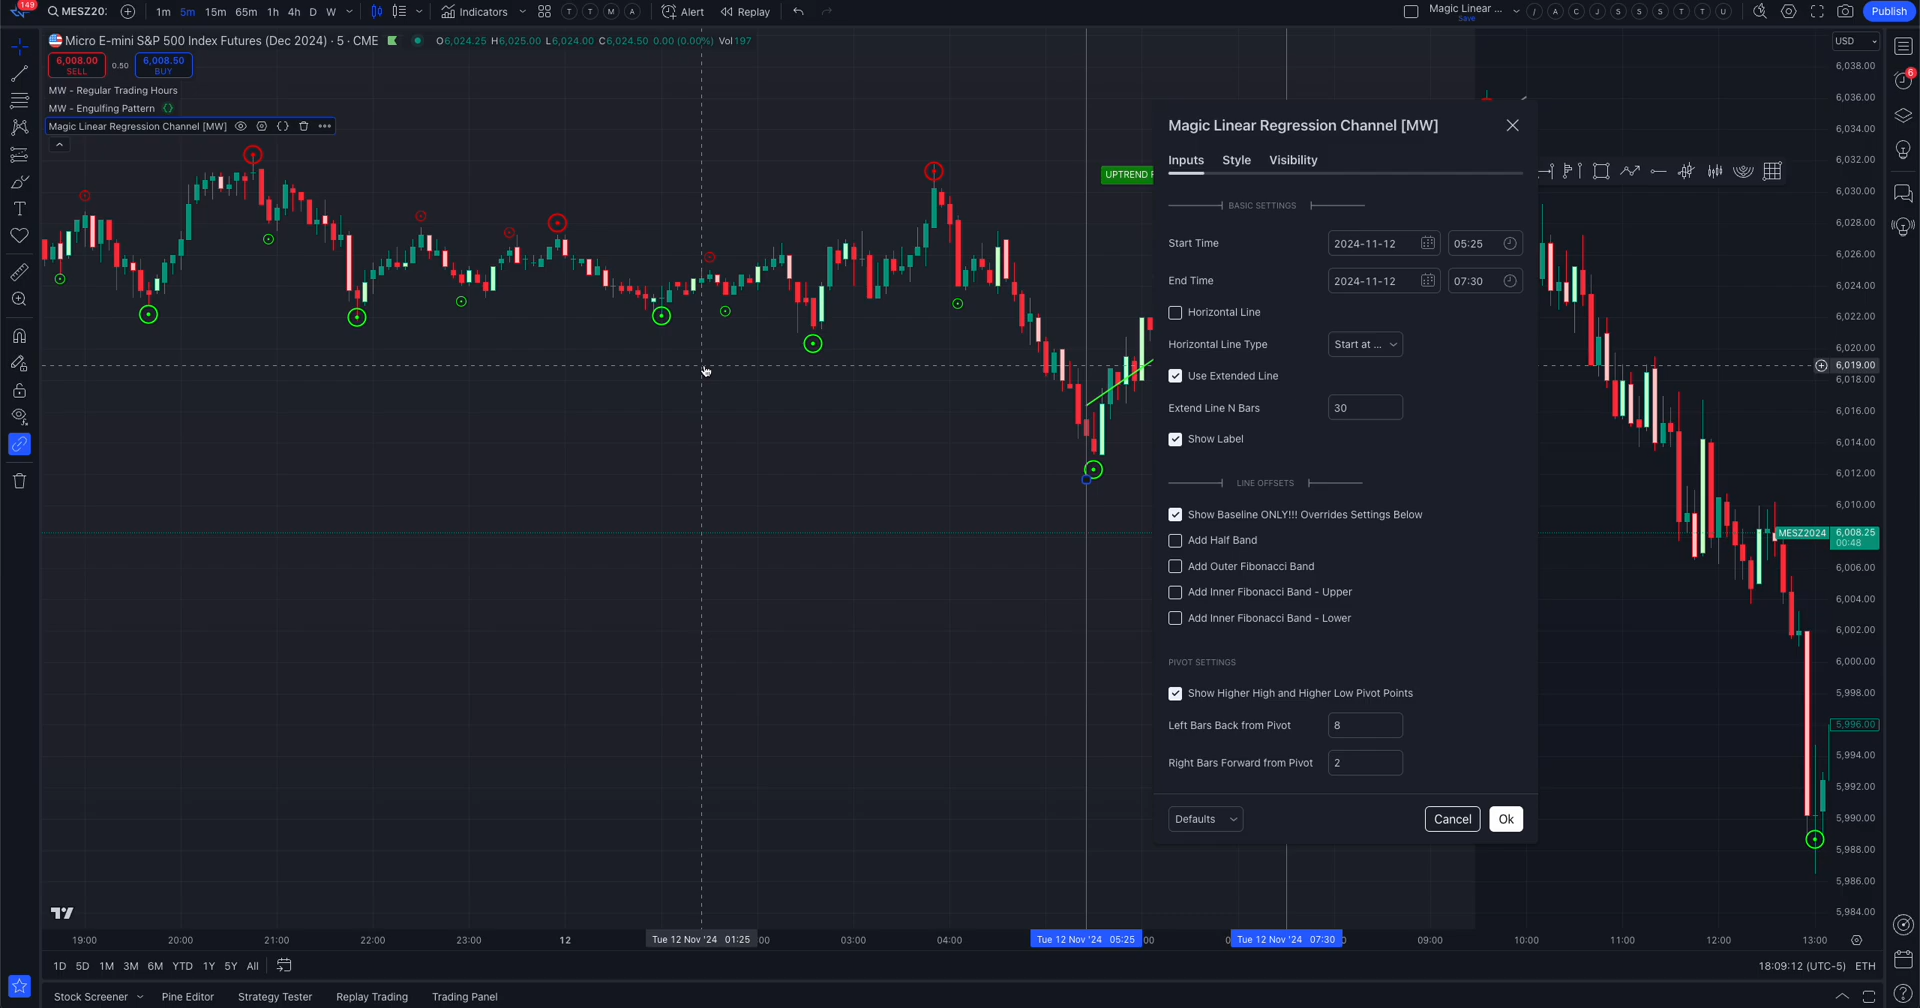 149
MESZ20:
1m 5m 15m 65m 1h 4h D W
Indicators
T T M A
Alert
Replay
Magic Linear ...
Save
/ A C J S S S T T U
Publish
Micro E-mini S&P 500 Index Futures (Dec 2024) · 5 · CME
O6,024.25 H6,025.00 L6,024.00 C6,024.50 0.00 (0.00%) Vol197
USD
6,008.00
SELL
0.50
6,008.50
BUY
MW - Regular Trading Hours
MW - Engulfing Pattern
Magic Linear Regression Channel [MW]
6
UPTREND
Magic Linear Regression Channel [MW]
Inputs Style Visibility
BASIC SETTINGS
Start Time 2024-11-12 05:25
End Time 2024-11-12 07:30
Horizontal Line
Horizontal Line Type Start at ...
Use Extended Line
Extend Line N Bars 30
Show Label
LINE OFFSETS
Show Baseline ONLY!!! Overrides Settings Below
Add Half Band
Add Outer Fibonacci Band
Add Inner Fibonacci Band - Upper
Add Inner Fibonacci Band - Lower
PIVOT SETTINGS
Show Higher High and Higher Low Pivot Points
Left Bars Back from Pivot 8
Right Bars Forward from Pivot 2
Defaults Cancel Ok
6,038.00
6,036.00
6,034.00
6,032.00
6,030.00
6,028.00
6,026.00
6,024.00
6,022.00
6,020.00
6,019.00
6,018.00
6,016.00
6,014.00
6,012.00
6,010.00
MESZ2024 6,008.25
00:48
6,006.00
6,004.00
6,002.00
6,000.00
5,998.00
5,996.00
5,994.00
5,992.00
5,990.00
5,988.00
5,986.00
5,984.00
19:00 20:00 21:00 22:00 23:00 12 Tue 12 Nov '24 01:25 :00 03:00 04:00 Tue 12 Nov '24 05:25 :00 Tue 12 Nov '24 07:30 09:00 10:00 11:00 12:00 13:00
1D 5D 1M 3M 6M YTD 1Y 5Y All
18:09:12 (UTC-5) ETH
Stock Screener Pine Editor Strategy Tester Replay Trading Trading Panel